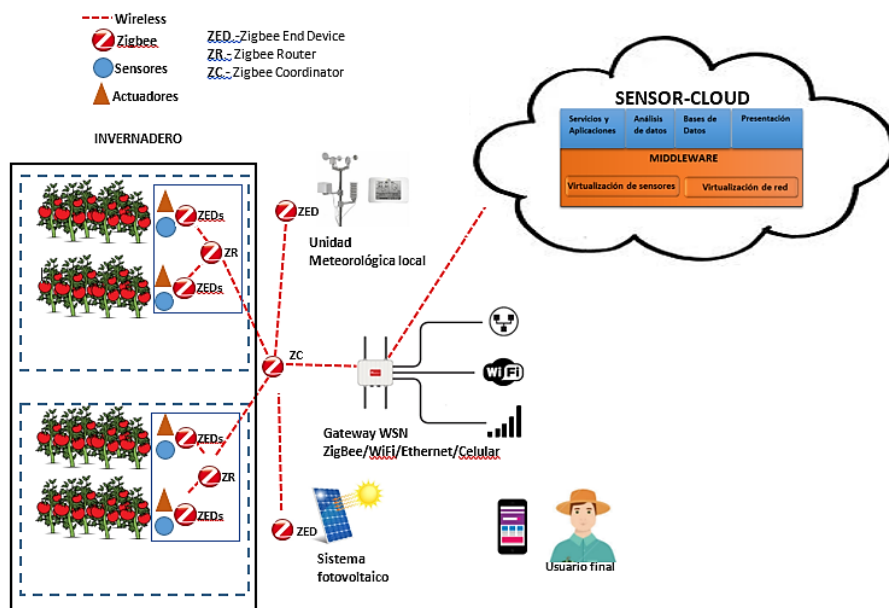 Wireless
Zigbee
Sensores
Actuadores
ZED.-Zigbee End Device
ZR.- Zigbee Router
ZC.- Zigbee Coordinator
INVERNADERO
SENSOR-CLOUD
Servicios y
Aplicaciones
Análisis
de datos
Bases de
Datos
Presentación
MIDDLEWARE
Virtualización de sensores
Virtualización de red
ZEDs
ZR
ZEDs
ZED
Unidad
Meteorológica local
ZC
WiFi
Gateway WSN
ZigBee/WiFi/Ethernet/Celular
ZEDs
ZR
ZEDs
ZED
Sistema
fotovoltaico
Usuário final